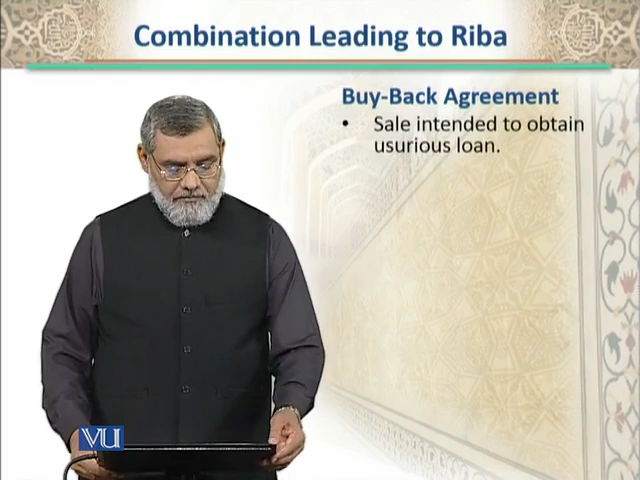 Combination Leading to Riba
Buy-Back Agreement
• Sale intended to obtain
usurious loan.
VU